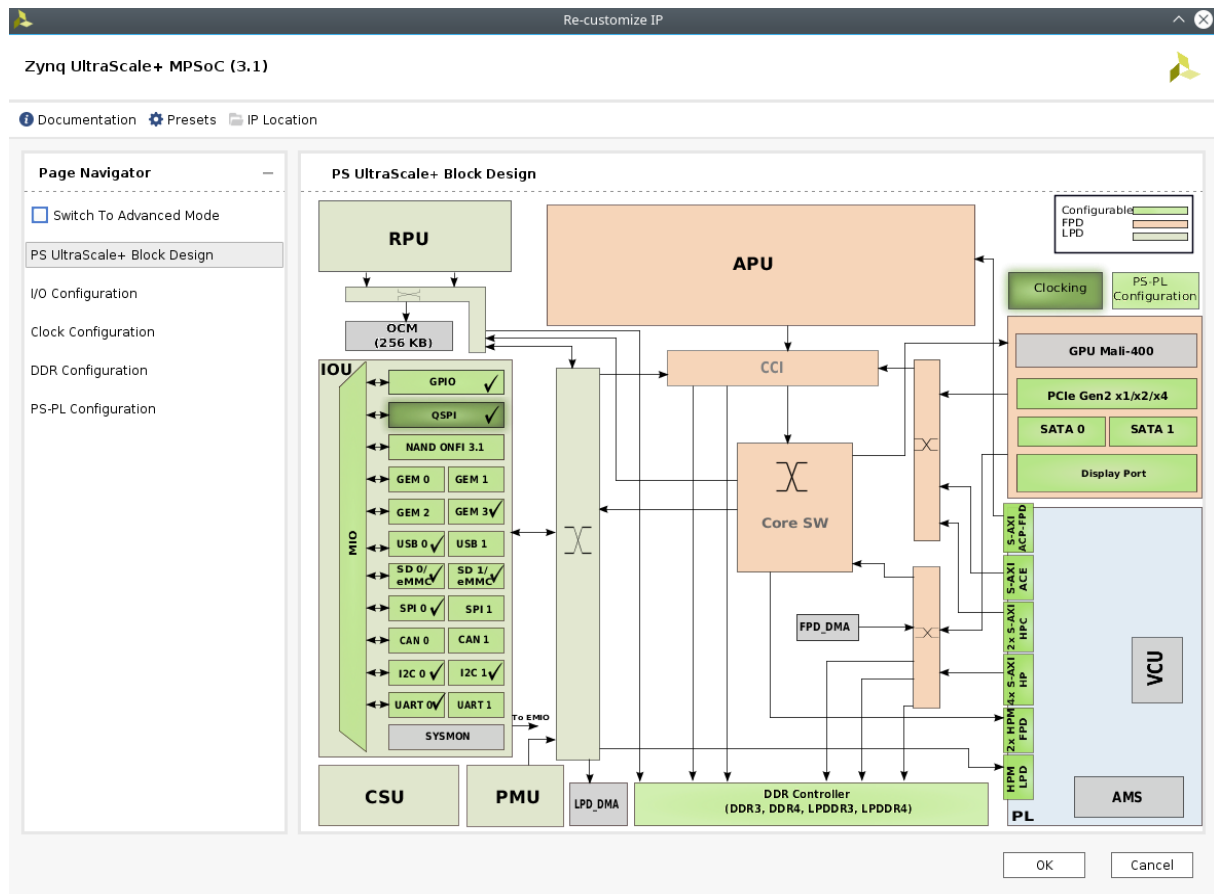 Re-customize IP
Zynq UltraScale+ MPSoC (3.1)
Documentation Presets IP Location
Page Navigator
Switch To Advanced Mode
PS UltraScale+ Block Design
I/O Configuration
Clock Configuration
DDR Configuration
PS-PL Configuration
PS UltraScale+ Block Design
Configurable
FPD
LPD
RPU
APU
Clocking
PS-PL
Configuration
OCM
(256 KB)
CCI
GPU Mali-400
PCIe Gen2 x1/x2/x4
SATA 0 SATA 1
Display Port
IOU
MIO
GPIO
QSPI
NAND ONFI 3.1
GEM 0 GEM 1
GEM 2 GEM 3
USB 0 USB 1
SD 0/ SD 1/
eMMC eMMC
SPI 0 SPI 1
CAN 0 CAN 1
I2C 0 I2C 1
UART 0 UART 1
SYSMON
To EMIO
Core SW
FPD_DMA
S-AXI
ACP-FPD
S-AXI
ACE
2x S-AXI
HPC
4x S-AXI
HP
2x HPM
FPD
HPM
LPD
VCU
AMS
PL
CSU
PMU
LPD_DMA
DDR Controller
(DDR3, DDR4, LPDDR3, LPDDR4)
OK Cancel